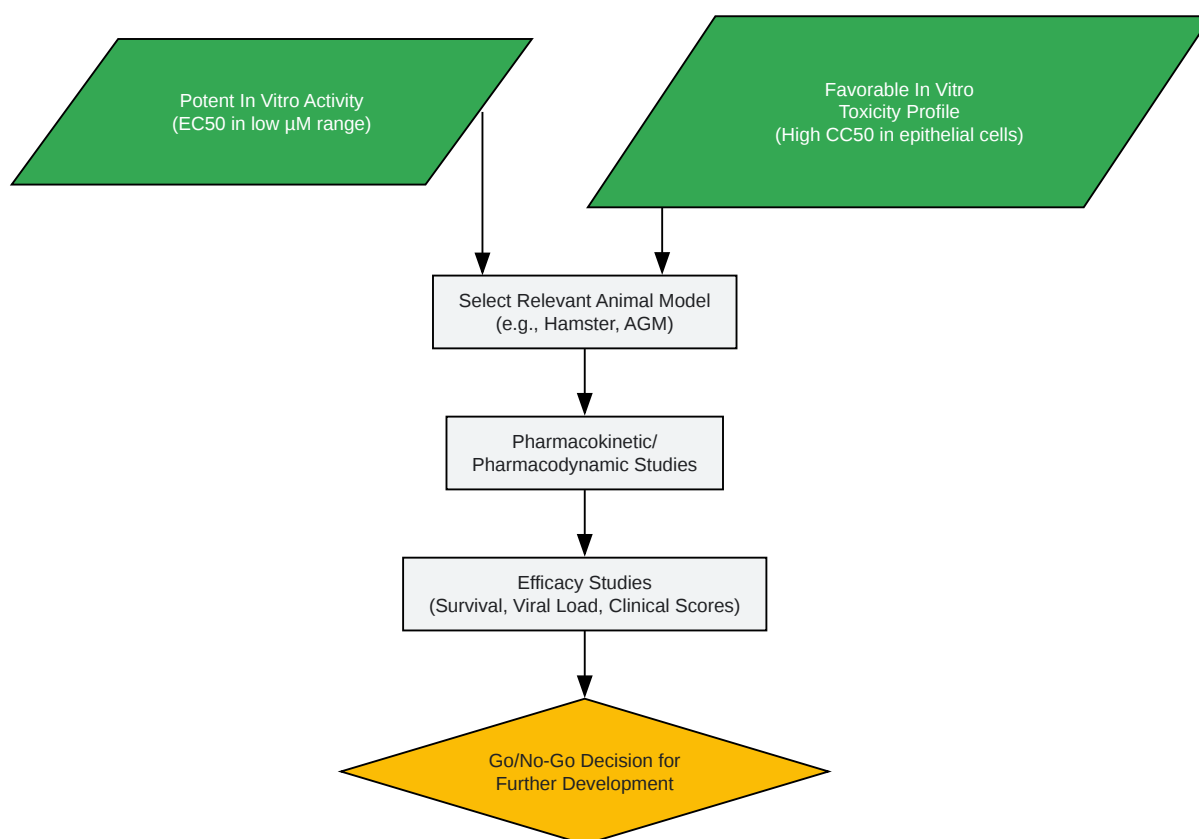 Potent In Vitro Activity
(EC50 in low µM range)
Favorable In Vitro
Toxicity Profile
(High CC50 in epithelial cells)
Select Relevant Animal Model
(e.g., Hamster, AGM)
Pharmacokinetic/
Pharmacodynamic Studies
Efficacy Studies
(Survival, Viral Load, Clinical Scores)
Go/No-Go Decision for
Further Development